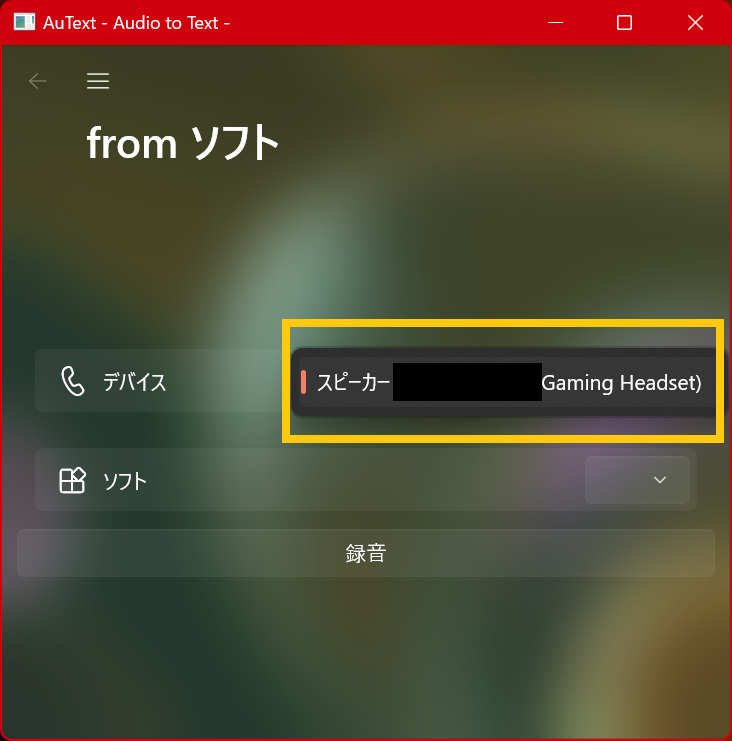 AuText - Audio to Text -
from ソフト
デバイス
スピーカー Gaming Headset)
ソフト
録音